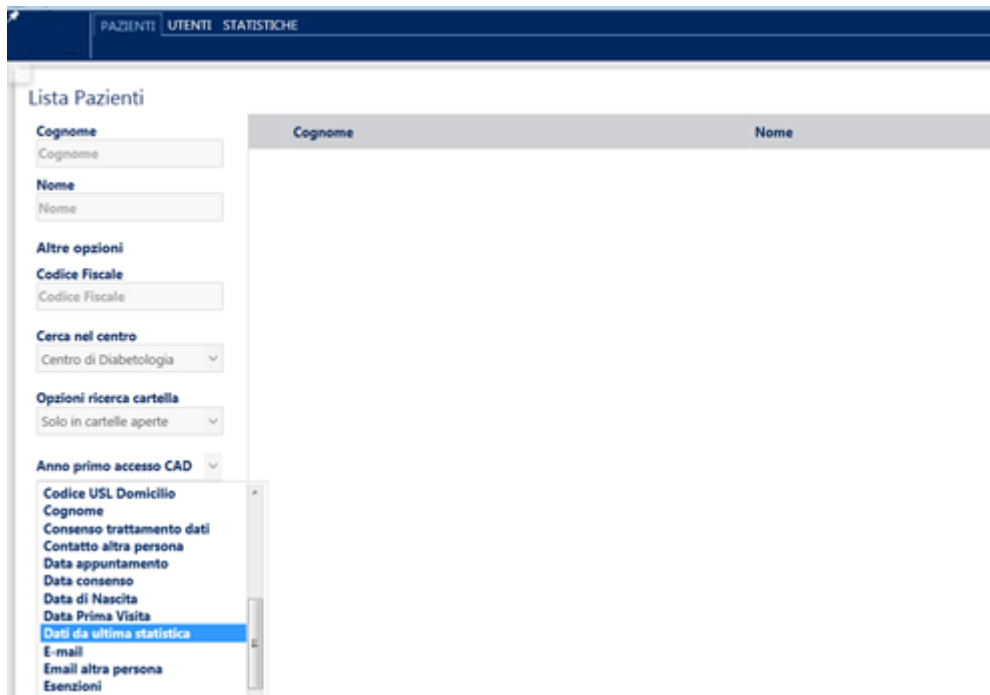 PAZIENTI UTENTI STATISTICHE
Lista Pazienti
Cognome
Cognome
Nome
Nome
Altre opzioni
Codice Fiscale
Codice Fiscale
Cerca nel centro
Centro di Diabetologia
Opzioni ricerca cartella
Solo in cartelle aperte
Anno primo accesso CAD
Codice USL Domicilio
Cognome
Consenso trattamento dati
Contatto altra persona
Data appuntamento
Data consenso
Data di Nascita
Data Prima Visita
Dati da ultima statistica
E-mail
Email altra persona
Esenzioni
Cognome Nome